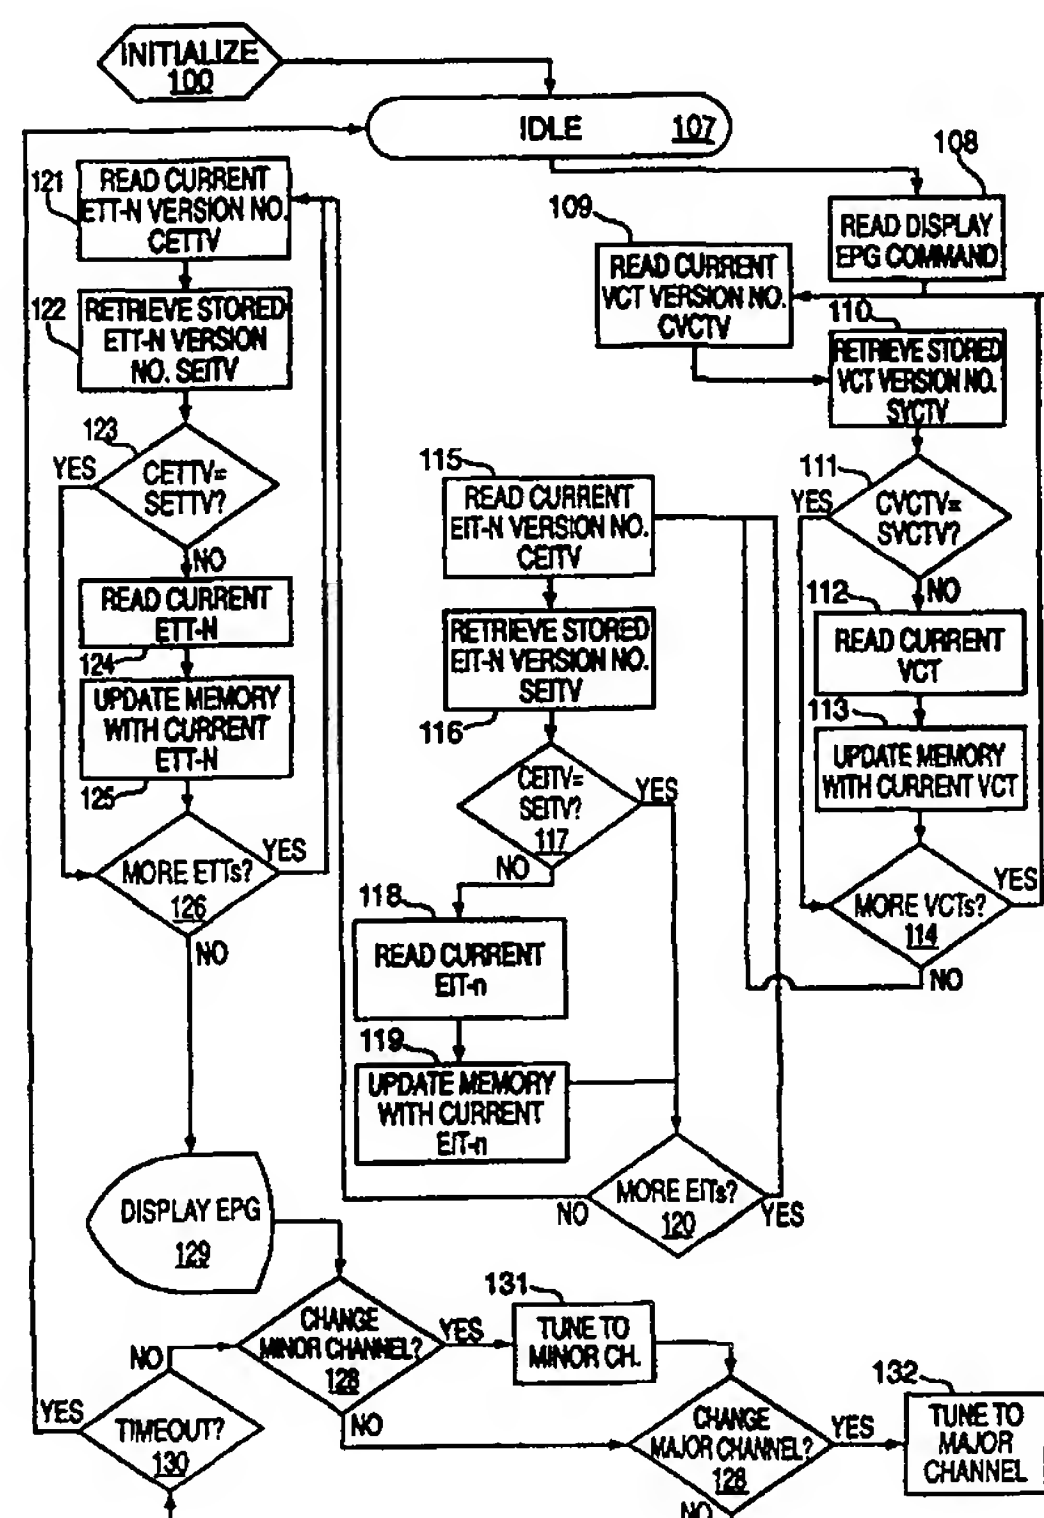 INITIALIZE
100
IDLE 107
108
READ DISPLAY
EPG COMMAND
109
READ CURRENT
VCT VERSION NO.
CVCTV
110
RETRIEVE STORED
VCT VERSION NO.
SVCTV
111
CVCTV=
SVCTV?
YES
NO
112
READ CURRENT
VCT
113
UPDATE MEMORY
WITH CURRENT VCT
MORE VCTs?
114
YES
NO
115
READ CURRENT
EIT-N VERSION NO.
CEITV
RETRIEVE STORED
EIT-N VERSION NO.
SEITV
116
CEITV=
SEITV?
117
YES
NO
118
READ CURRENT
EIT-n
119
UPDATE MEMORY
WITH CURRENT
EIT-n
MORE EITs?
120
NO
YES
121
READ CURRENT
ETT-N VERSION NO.
CETTV
122
RETRIEVE STORED
ETT-N VERSION
NO. SEITV
123
YES
CETTV=
SETTV?
NO
READ CURRENT
ETT-N
124
UPDATE MEMORY
WITH CURRENT
ETT-N
125
MORE ETTs?
126
YES
NO
DISPLAY EPG
129
CHANGE
MINOR CHANNEL?
128
YES
NO
131
TUNE TO
MINOR CH.
CHANGE
MAJOR CHANNEL?
128
YES
NO
132
TUNE TO
MAJOR
CHANNEL
NO
YES
TIMEOUT?
130